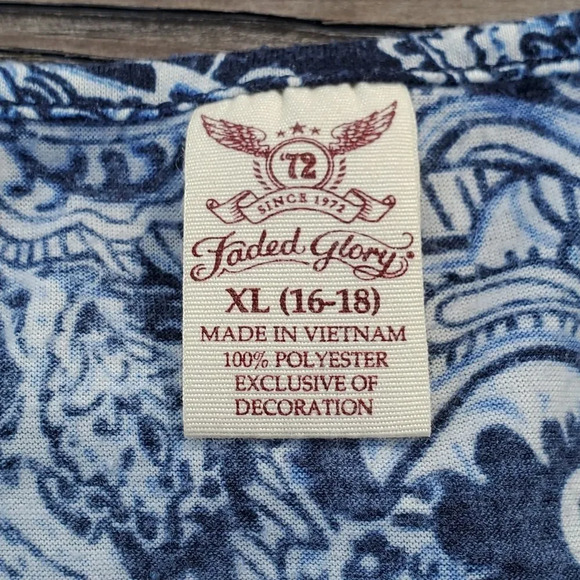 '72
SINCE 1972
Faded Glory
XL (16-18)
MADE IN VIETNAM
100% POLYESTER
EXCLUSIVE OF
DECORATION